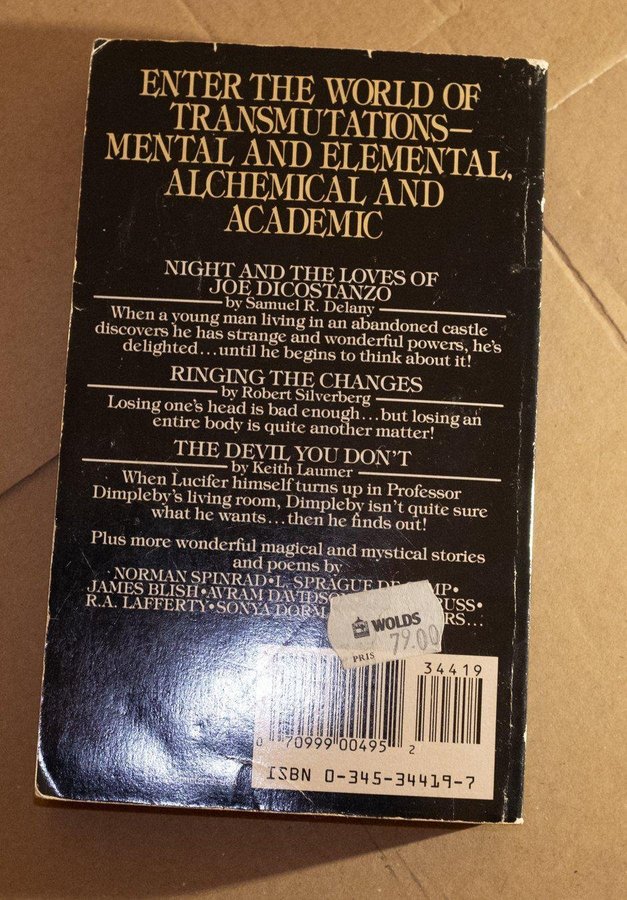 ENTER THE WORLD OF
TRANSMUTATIONS—
MENTAL AND ELEMENTAL,
ALCHEMICAL AND
ACADEMIC
NIGHT AND THE LOVES OF
JOE DICOSTANZO
by Samuel R. Delany
When a young man living in an abandoned castle
discovers he has strange and wonderful powers, he's
delighted...until he begins to think about it!
RINGING THE CHANGES
by Robert Silverberg
Losing one's head is bad enough...but losing an
entire body is quite another matter!
THE DEVIL YOU DON'T
by Keith Laumer
When Lucifer himself turns up in Professor
Dimpleby's living room, Dimpleby isn't quite sure
what he wants...then he finds out!
Plus more wonderful magical and mystical stories
and poems by
NORMAN SPINRAD•L. SPRAGUE DE MP•
JAMES BLISH•AVRAM DAVIDSON USS•
R.A. LAFFERTY•SONYA DORM RS...
WOLDS
79.00
PRIS
34419
0 70999 00495 2
ISBN 0-345-34419-7